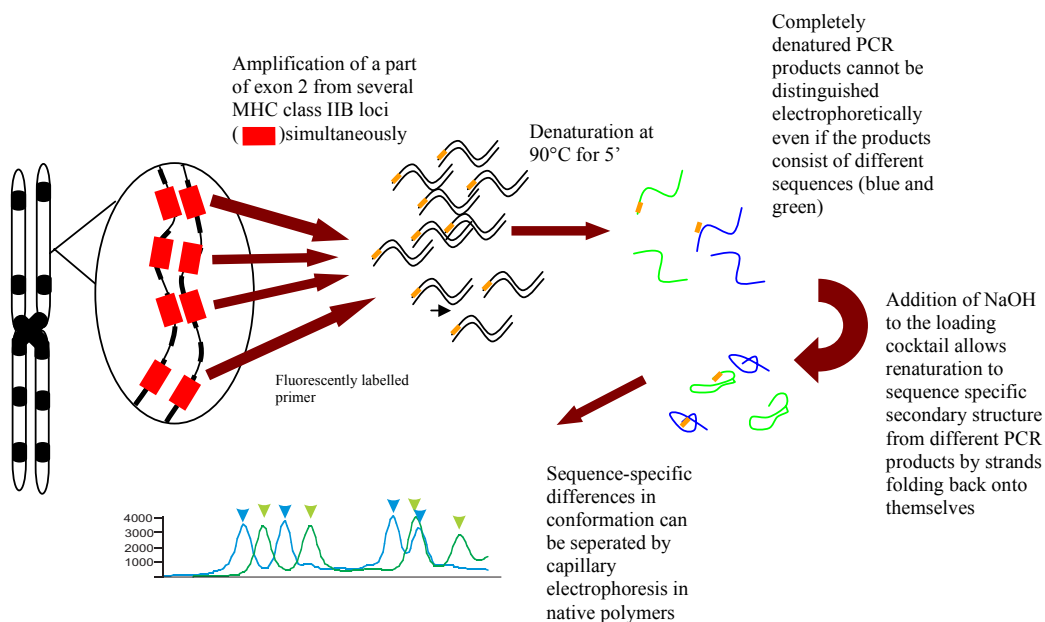 Amplification of a part
of exon 2 from several
MHC class IIB loci
( )simultaneously
Denaturation at
90°C for 5’
Completely
denatured PCR
products cannot be
distinguished
electrophoretically
even if the products
consist of different
sequences (blue and
green)
Addition of NaOH
to the loading
cocktail allows
renaturation to
sequence specific
secondary structure
from different PCR
products by strands
folding back onto
themselves
Fluorescently labelled
primer
Sequence-specific
differences in
conformation can
be seperated by
capillary
electrophoresis in
native polymers
4000
3000
2000
1000